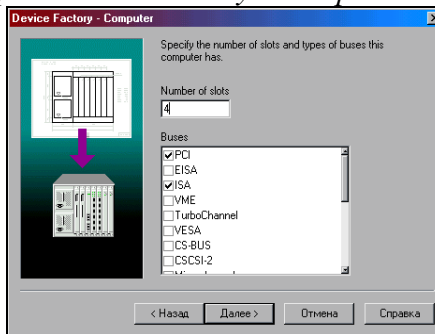 Device Factory - Computer
Specify the number of slots and types of buses this
computer has.
Number of slots
4
Buses
PCI
EISA
ISA
VME
TurboChannel
VESA
CS-BUS
CSCSI-2
< Назад
Далее >
Отмена
Справка